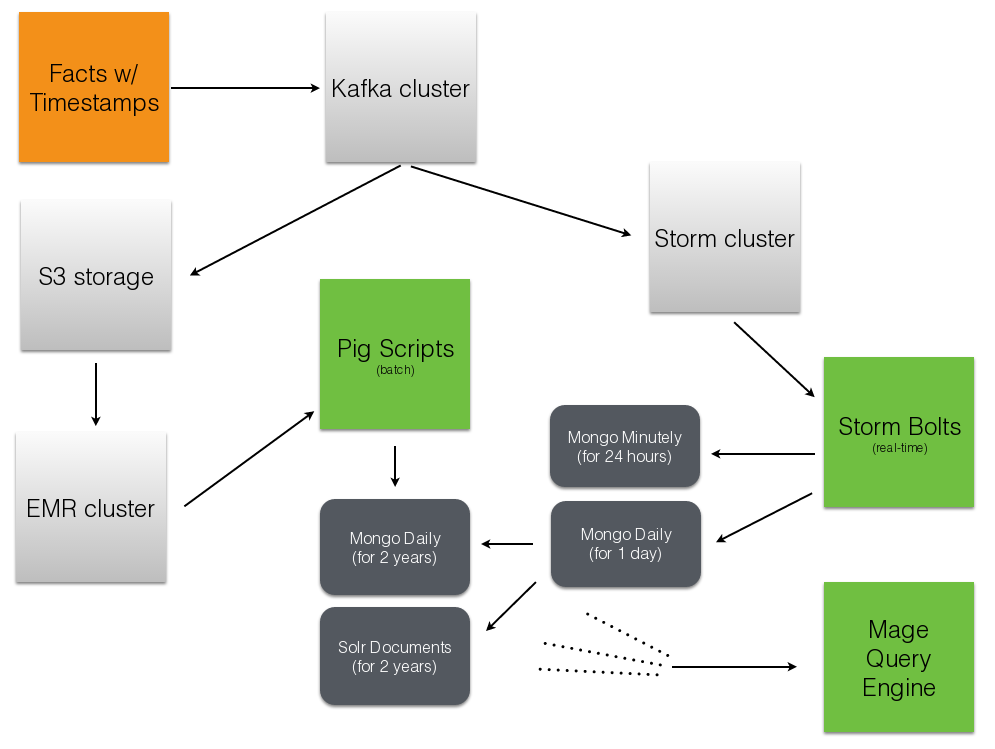 Facts w/
Timestamps
Kafka cluster
Storm cluster
S3 storage
Pig Scripts
(batch)
Storm Bolts
(real-time)
Mongo Minutely
(for 24 hours)
EMR cluster
Mongo Daily
(for 2 years)
Mongo Daily
(for 1 day)
Solr Documents
(for 2 years)
Mage
Query
Engine